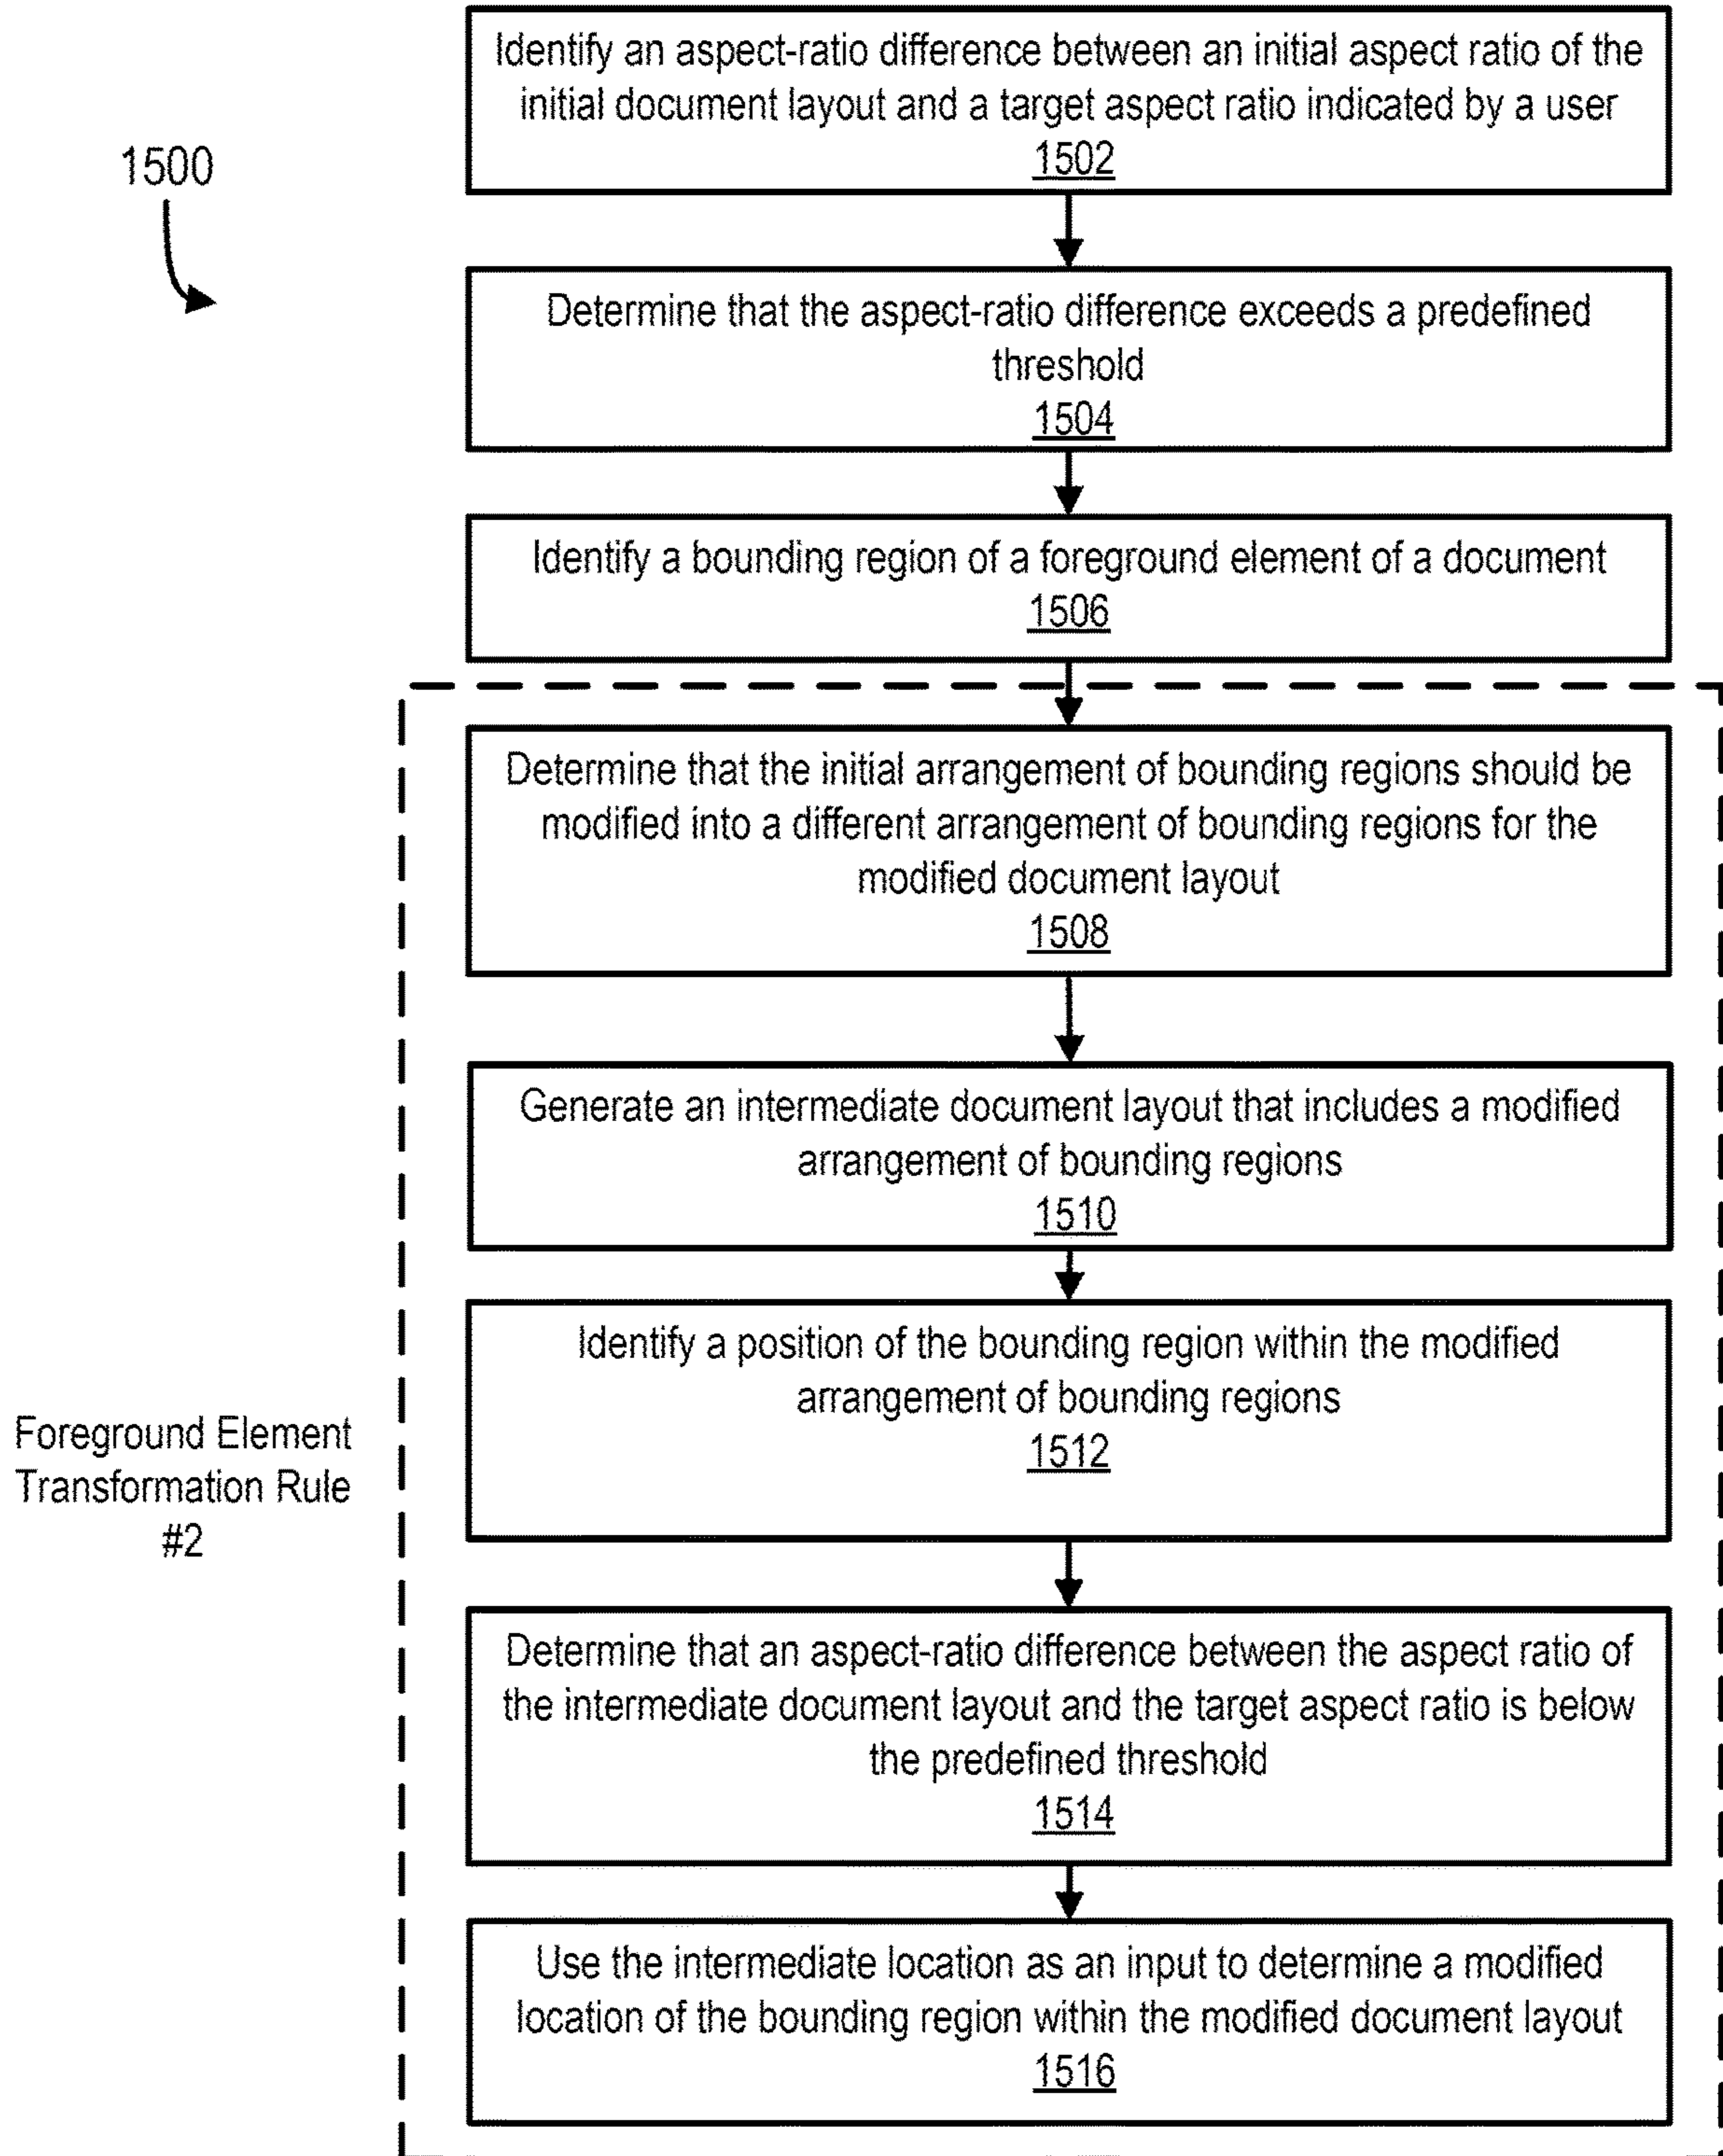 Identify an aspect-ratio difference between an initial aspect ratio of the
initial document layout and a target aspect ratio indicated by a user
1502
1500
Determine that the aspect-ratio difference exceeds a predefined
threshold
1504
Identify a bounding region of a foreground element of a document
1506
Determine that the initial arrangement of bounding regions should be
modified into a different arrangement of bounding regions for the
modified document layout
1508
Generate an intermediate document layout that includes a modified
arrangement of bounding regions
1510
Identify a position of the bounding region within the modified
arrangement of bounding regions
1512
Foreground Element
Transformation Rule
#2
Determine that an aspect-ratio difference between the aspect ratio of
the intermediate document layout and the target aspect ratio is below
the predefined threshold
1514
Use the intermediate location as an input to determine a modified
location of the bounding region within the modified document layout
1516